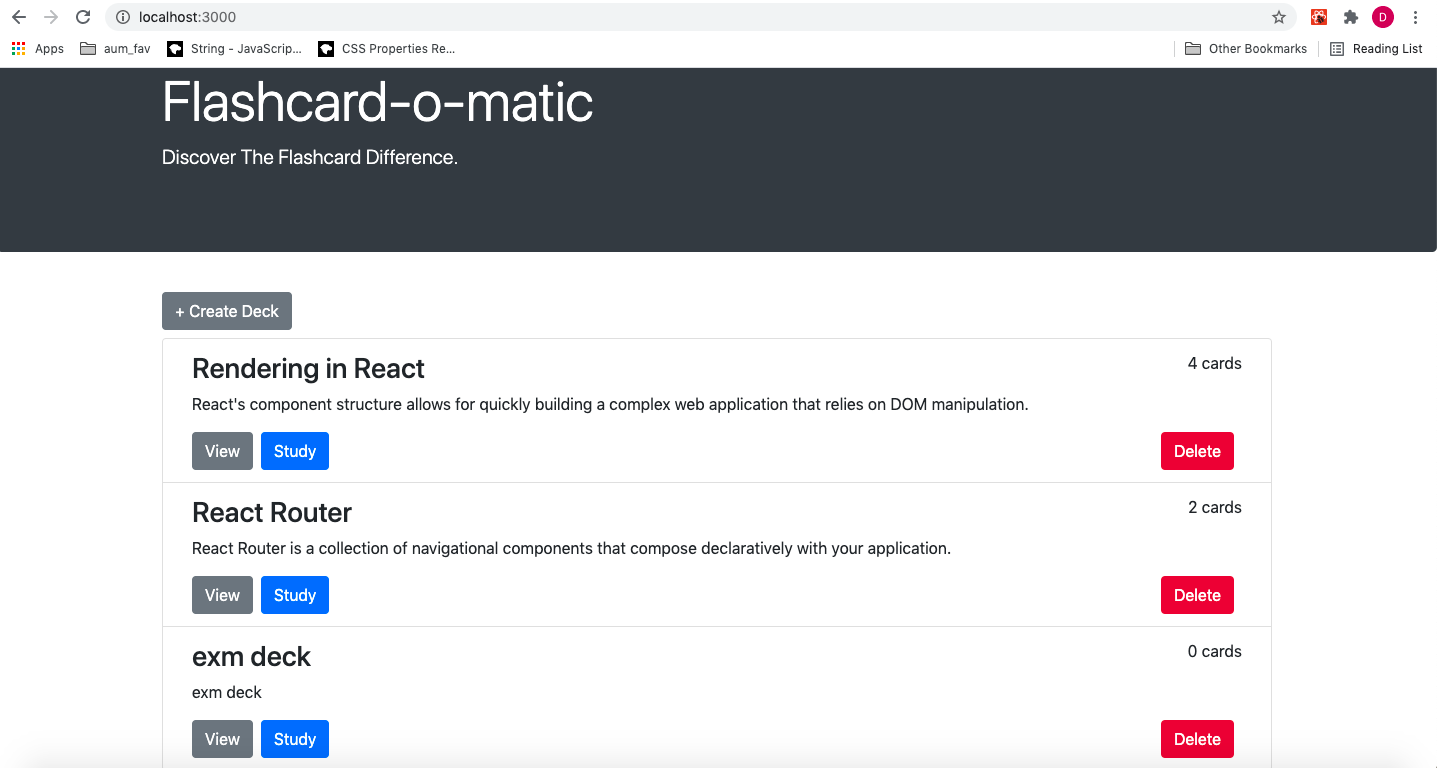 localhost:3000
D
Apps aum_fav String - JavaScrip... CSS Properties Re... Other Bookmarks Reading List
Flashcard-o-matic
Discover The Flashcard Difference.
+ Create Deck
Rendering in React 4 cards
React's component structure allows for quickly building a complex web application that relies on DOM manipulation.
View Study Delete
React Router 2 cards
React Router is a collection of navigational components that compose declaratively with your application.
View Study Delete
exm deck 0 cards
exm deck
View Study Delete